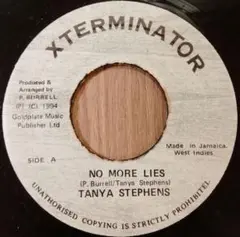 XTERMINATOR
Produced &
Arranged by
P. BURRELL
(P) (C) 1994
Goldplate Music
Publisher Ltd
Made in Jamaica,
West Indies.
SIDE A
NO MORE LIES
(P. Burrell/Tanya Stephens)
TANYA STEPHENS
UNATHORISED COPYING IS STRICTLY PROHIBITED